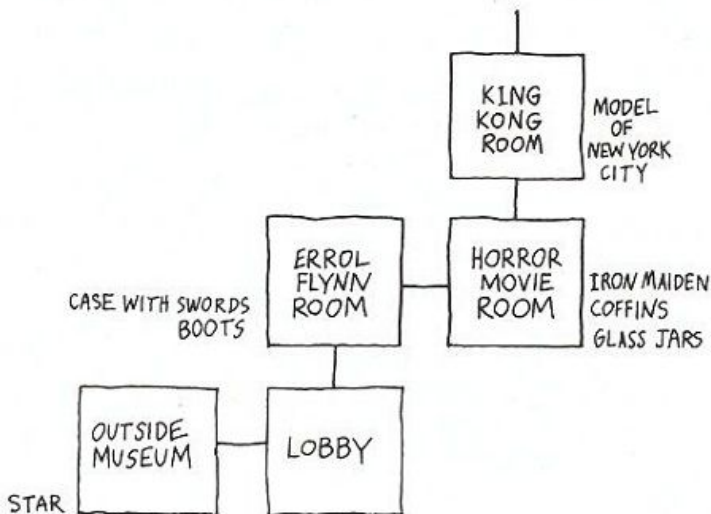 KING
KONG
ROOM
MODEL
OF
NEW YORK
CITY
ERROL
FLYNN
ROOM
CASE WITH SWORDS
BOOTS
HORROR
MOVIE
ROOM
IRON MAIDEN
COFFINS
GLASS JARS
OUTSIDE
MUSEUM
STAR
LOBBY